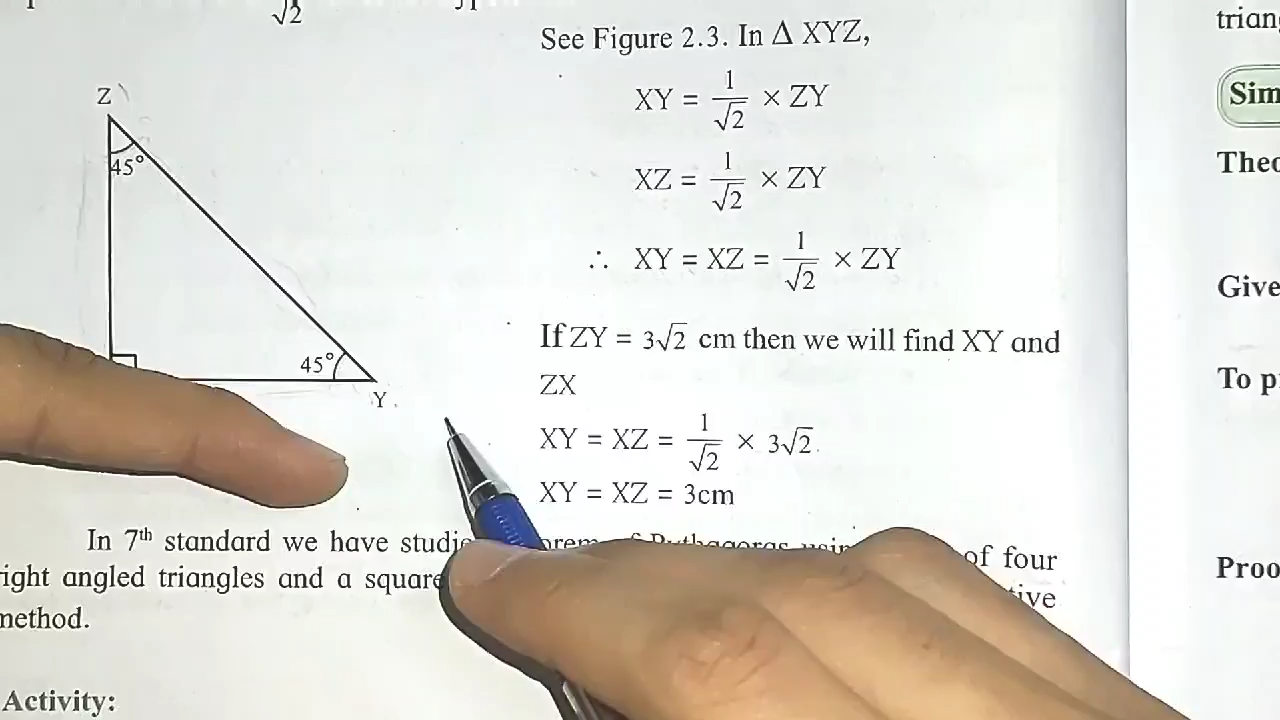 √2
See Figure 2.3. In Δ XYZ,
XY = 1/√2 × ZY
XZ = 1/√2 × ZY
∴ XY = XZ = 1/√2 × ZY
If ZY = 3√2 cm then we will find XY and
ZX
XY = XZ = 1/√2 × 3√2
XY = XZ = 3cm
Z
45°
45°
Y
In 7th standard we have of four
ight angled triangles and a square
method.
Activity:
trian
Sim
Theo
Give
To p
Proo